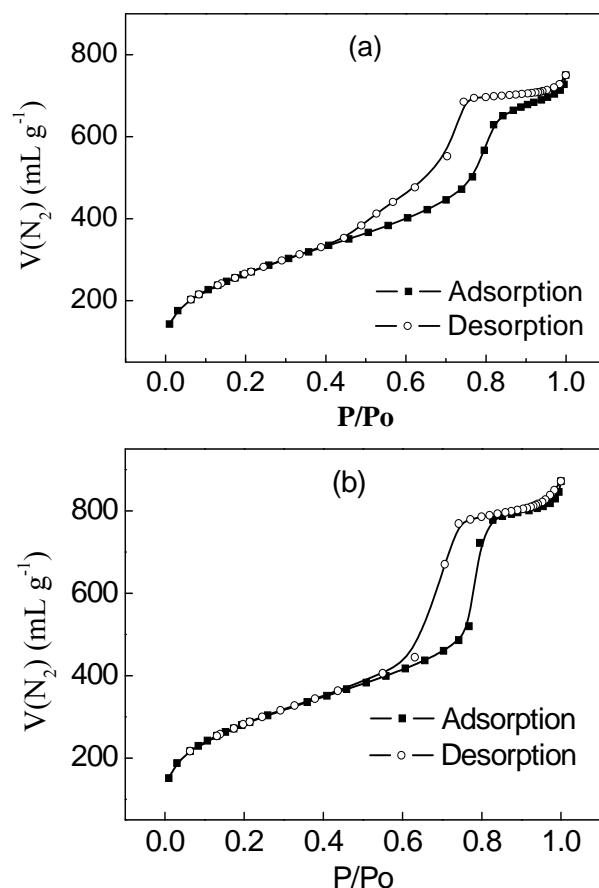 (a)
800
600
400
200
V(N₂) (mL g⁻¹)
Adsorption
Desorption
0.0 0.2 0.4 0.6 0.8 1.0
P/Po
(b)
800
600
400
200
V(N₂) (mL g⁻¹)
Adsorption
Desorption
0.0 0.2 0.4 0.6 0.8 1.0
P/Po